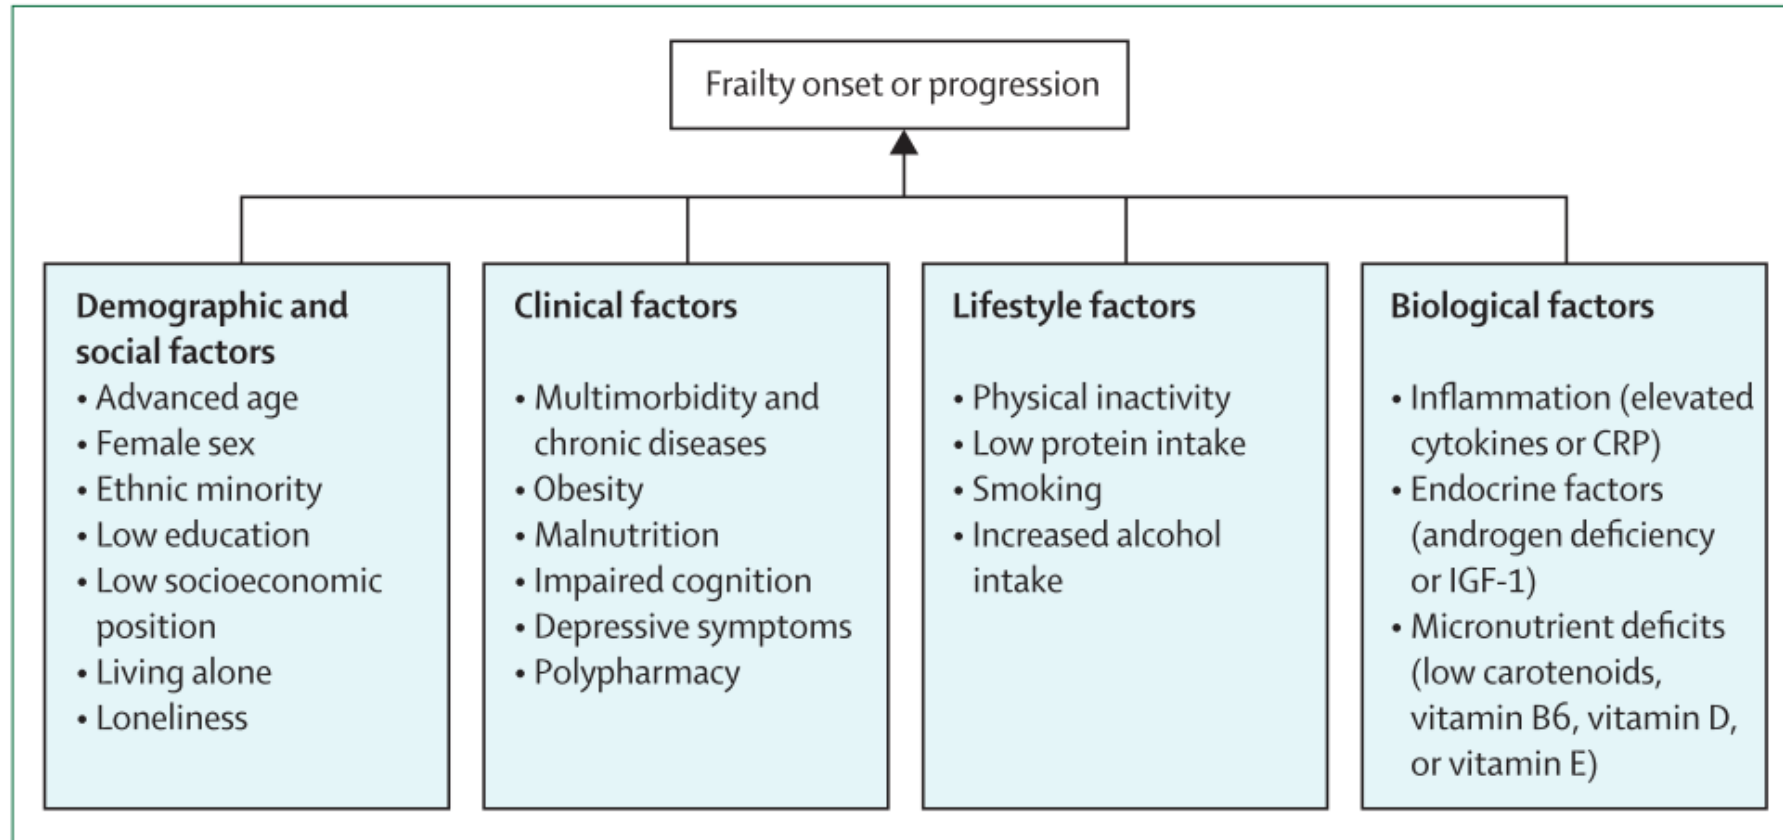 Frailty onset or progression
Demographic and
social factors
• Advanced age
• Female sex
• Ethnic minority
• Low education
• Low socioeconomic
position
• Living alone
• Loneliness
Clinical factors
• Multimorbidity and
chronic diseases
• Obesity
• Malnutrition
• Impaired cognition
• Depressive symptoms
• Polypharmacy
Lifestyle factors
• Physical inactivity
• Low protein intake
• Smoking
• Increased alcohol
intake
Biological factors
• Inflammation (elevated
cytokines or CRP)
• Endocrine factors
(androgen deficiency
or IGF-1)
• Micronutrient deficits
(low carotenoids,
vitamin B6, vitamin D,
or vitamin E)